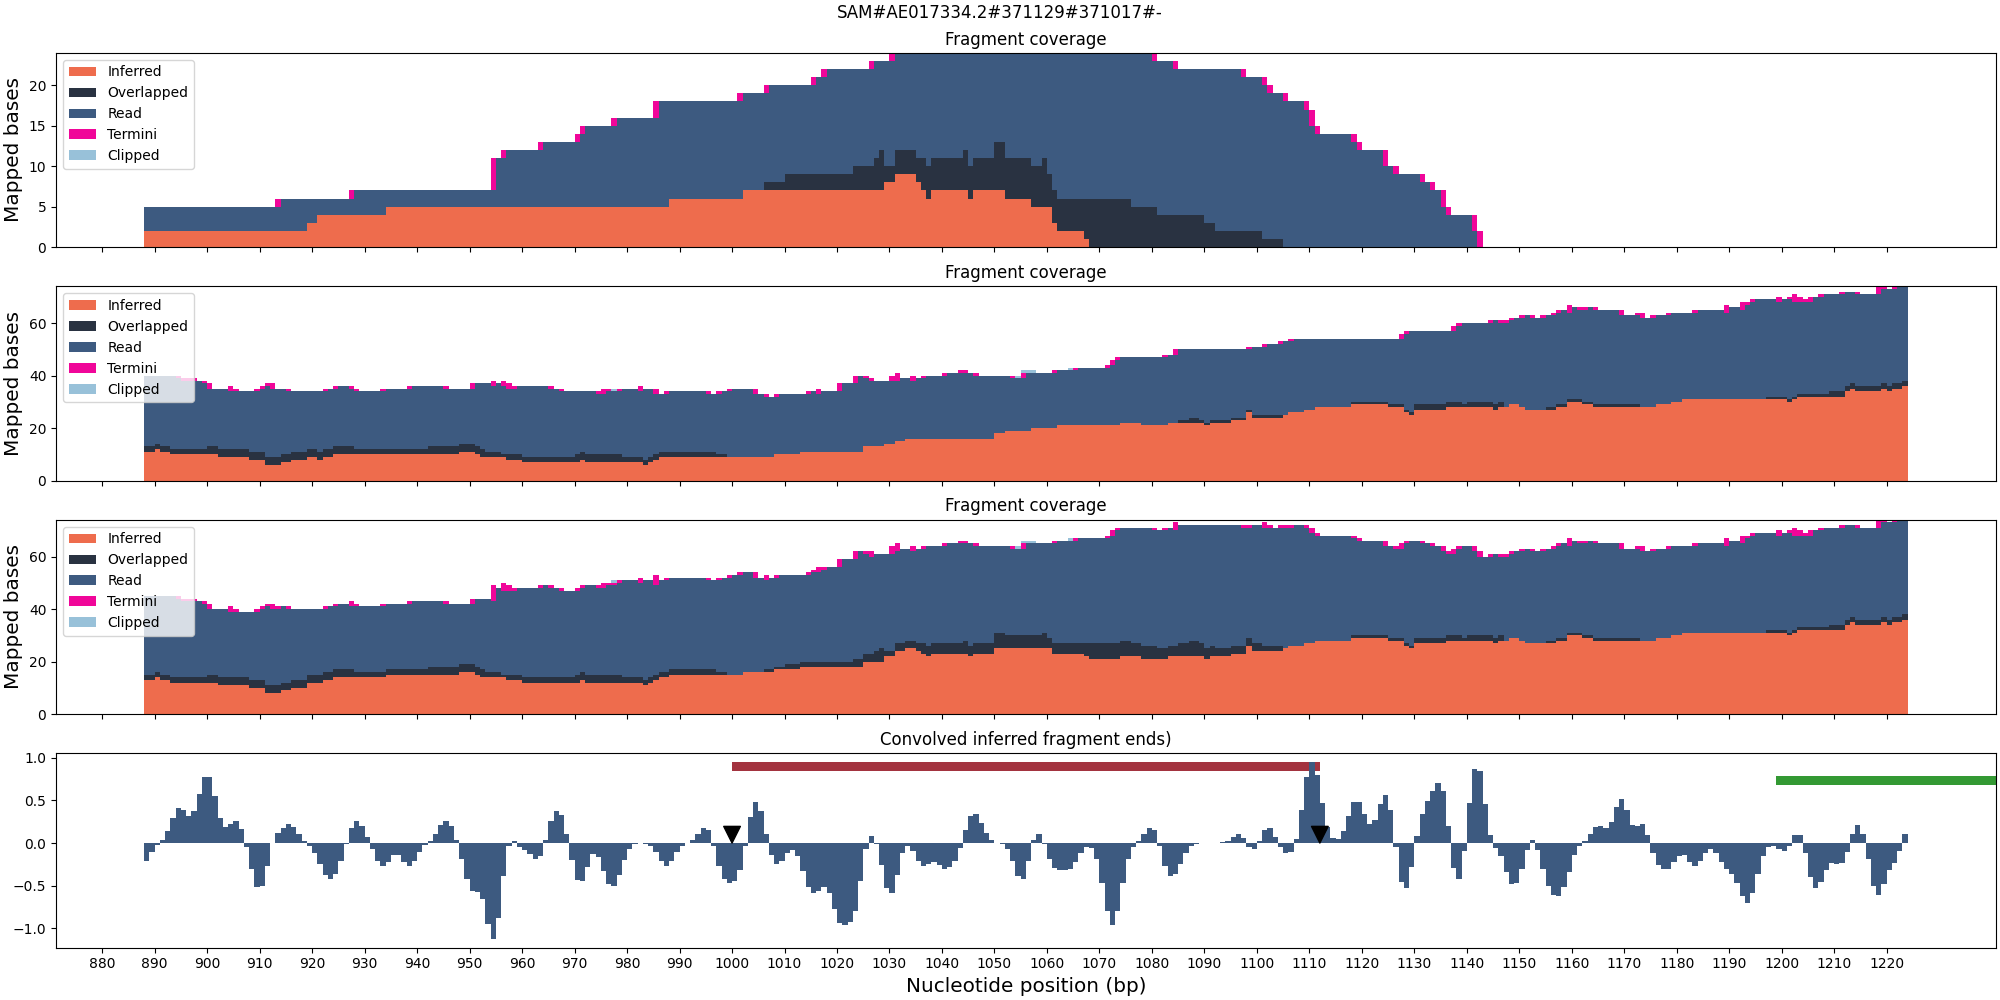 SAM#AE017334.2#371129#371017#-
Fragment coverage
Mapped bases
20
15
10
5
0
Inferred
Overlapped
Read
Termini
Clipped
Fragment coverage
Mapped bases
60
40
20
0
Inferred
Overlapped
Read
Termini
Clipped
Fragment coverage
Mapped bases
60
40
20
0
Inferred
Overlapped
Read
Termini
Clipped
Convolved inferred fragment ends)
1.0
0.5
0.0
−0.5
−1.0
880 890 900 910 920 930 940 950 960 970 980 990 1000 1010 1020 1030 1040 1050 1060 1070 1080 1090 1100 1110 1120 1130 1140 1150 1160 1170 1180 1190 1200 1210 1220
Nucleotide position (bp)